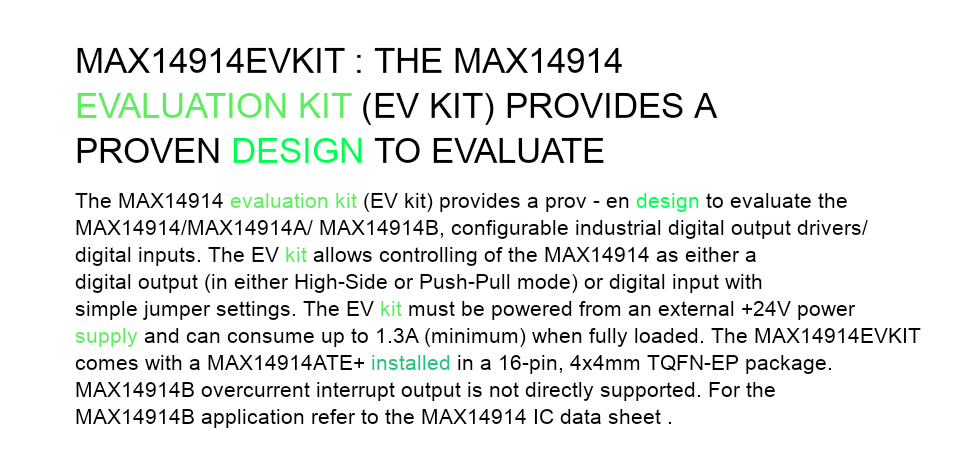 MAX14914EVKIT : THE MAX14914
EVALUATION KIT (EV KIT) PROVIDES A
PROVEN DESIGN TO EVALUATE
The MAX14914 evaluation kit (EV kit) provides a prov - en design to evaluate the
MAX14914/MAX14914A/ MAX14914B, configurable industrial digital output drivers/
digital inputs. The EV kit allows controlling of the MAX14914 as either a
digital output (in either High-Side or Push-Pull mode) or digital input with
simple jumper settings. The EV kit must be powered from an external +24V power
supply and can consume up to 1.3A (minimum) when fully loaded. The MAX14914EVKIT
comes with a MAX14914ATE+ installed in a 16-pin, 4x4mm TQFN-EP package.
MAX14914B overcurrent interrupt output is not directly supported. For the
MAX14914B application refer to the MAX14914 IC data sheet .